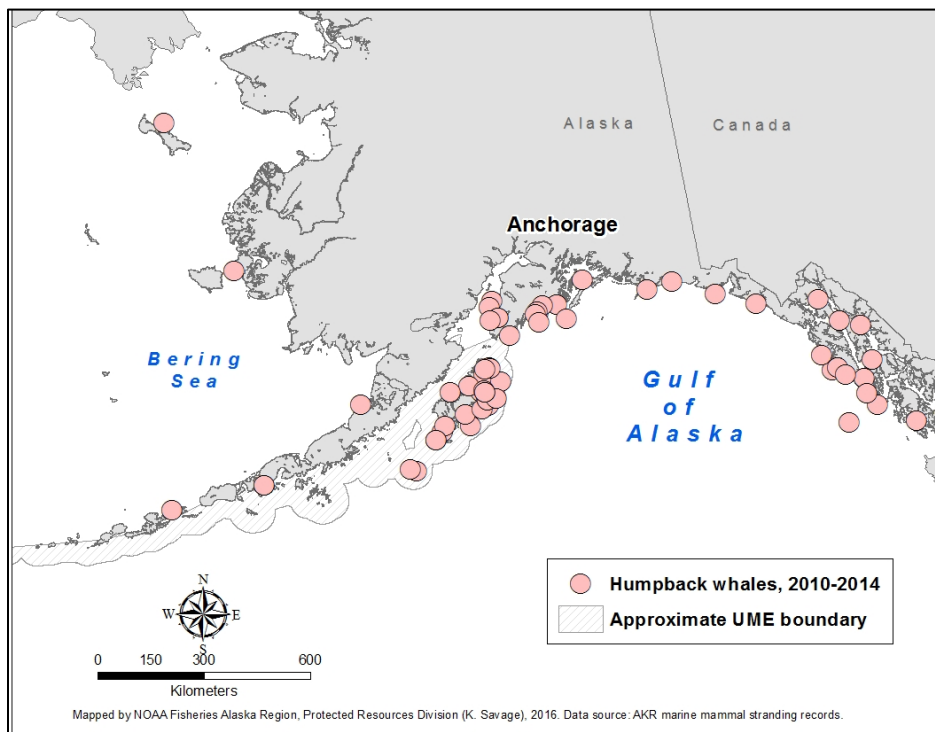 Alaska
Canada
Anchorage
Bering
Sea
Gulf
of
Alaska
N
W
E
S
0 150 300 600
Kilometers
Humpback whales, 2010-2014
Approximate UME boundary
Mapped by NOAA Fisheries Alaska Region, Protected Resources Division (K. Savage), 2016. Data source: AKR marine mammal stranding records.